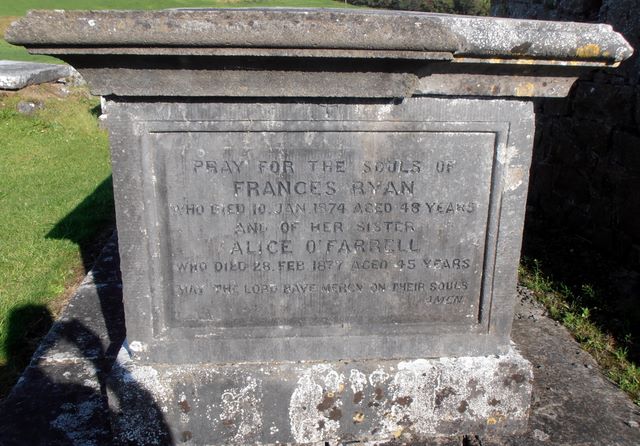 PRAY FOR THE SOULS OF
FRANCES RYAN
WHO DIED 10. JAN. 1874 AGED 48 YEARS
AND OF HER SISTER
ALICE O'FARRELL
WHO DIED 28. FEB. 1877 AGED 45 YEARS
MAY THE LORD HAVE MERCY ON THEIR SOULS
AMEN